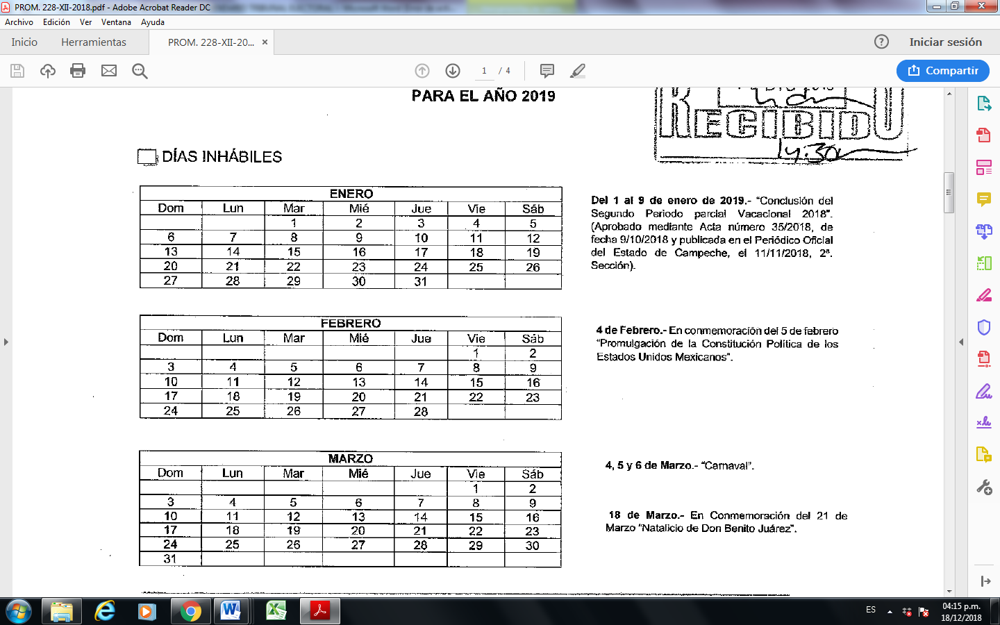 PROM. 228-XII-2018.pdf - Adobe Acrobat Reader DC
Archivo Edición Ver Ventana Ayuda
Inicio Herramientas PROM. 228-XII-20... × Iniciar sesión
1 / 4 Compartir
PARA EL AÑO 2019
RECIBIDO
14:30
DÍAS INHÁBILES
ENERO
Dom Lun Mar Mié Jue Vie Sáb
1 2 3 4 5
6 7 8 9 10 11 12
13 14 15 16 17 18 19
20 21 22 23 24 25 26
27 28 29 30 31
Del 1 al 9 de enero de 2019.- "Conclusión del
Segundo Periodo parcial Vacacional 2018".
(Aprobado mediante Acta número 35/2018, de
fecha 9/10/2018 y publicada en el Periódico Oficial
del Estado de Campeche, el 11/11/2018, 2ª.
Sección).
FEBRERO
Dom Lun Mar Mié Jue Vie Sáb
1 2
3 4 5 6 7 8 9
10 11 12 13 14 15 16
17 18 19 20 21 22 23
24 25 26 27 28
4 de Febrero.- En conmemoración del 5 de febrero
"Promulgación de la Constitución Política de los
Estados Unidos Mexicanos".
MARZO
Dom Lun Mar Mié Jue Vie Sáb
1 2
3 4 5 6 7 8 9
10 11 12 13 14 15 16
17 18 19 20 21 22 23
24 25 26 27 28 29 30
31
4, 5 y 6 de Marzo.- "Carnaval".
18 de Marzo.- En Conmemoración del 21 de
Marzo "Natalicio de Don Benito Juárez".
ES 04:15 p.m.
18/12/2018